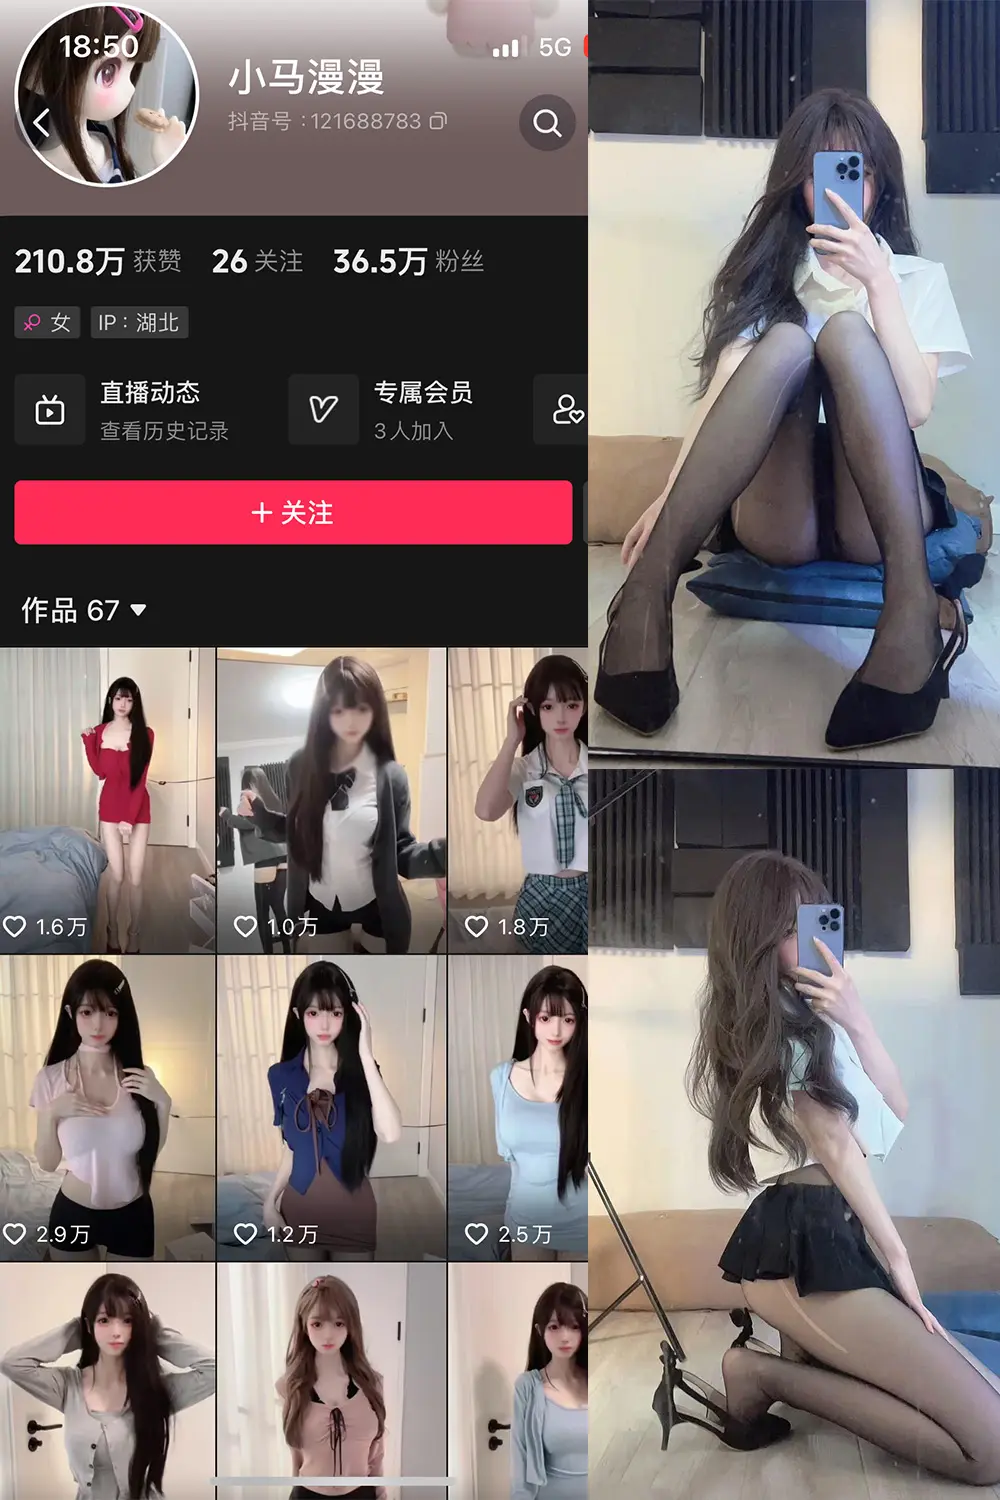 18:50
5G
小马漫漫
抖音号：121688783
210.8万 获赞 26 关注 36.5万 粉丝
女 IP：湖北
直播动态
查看历史记录
专属会员
3人加入
+ 关注
作品 67
1.6万
1.0万
1.8万
2.9万
1.2万
2.5万